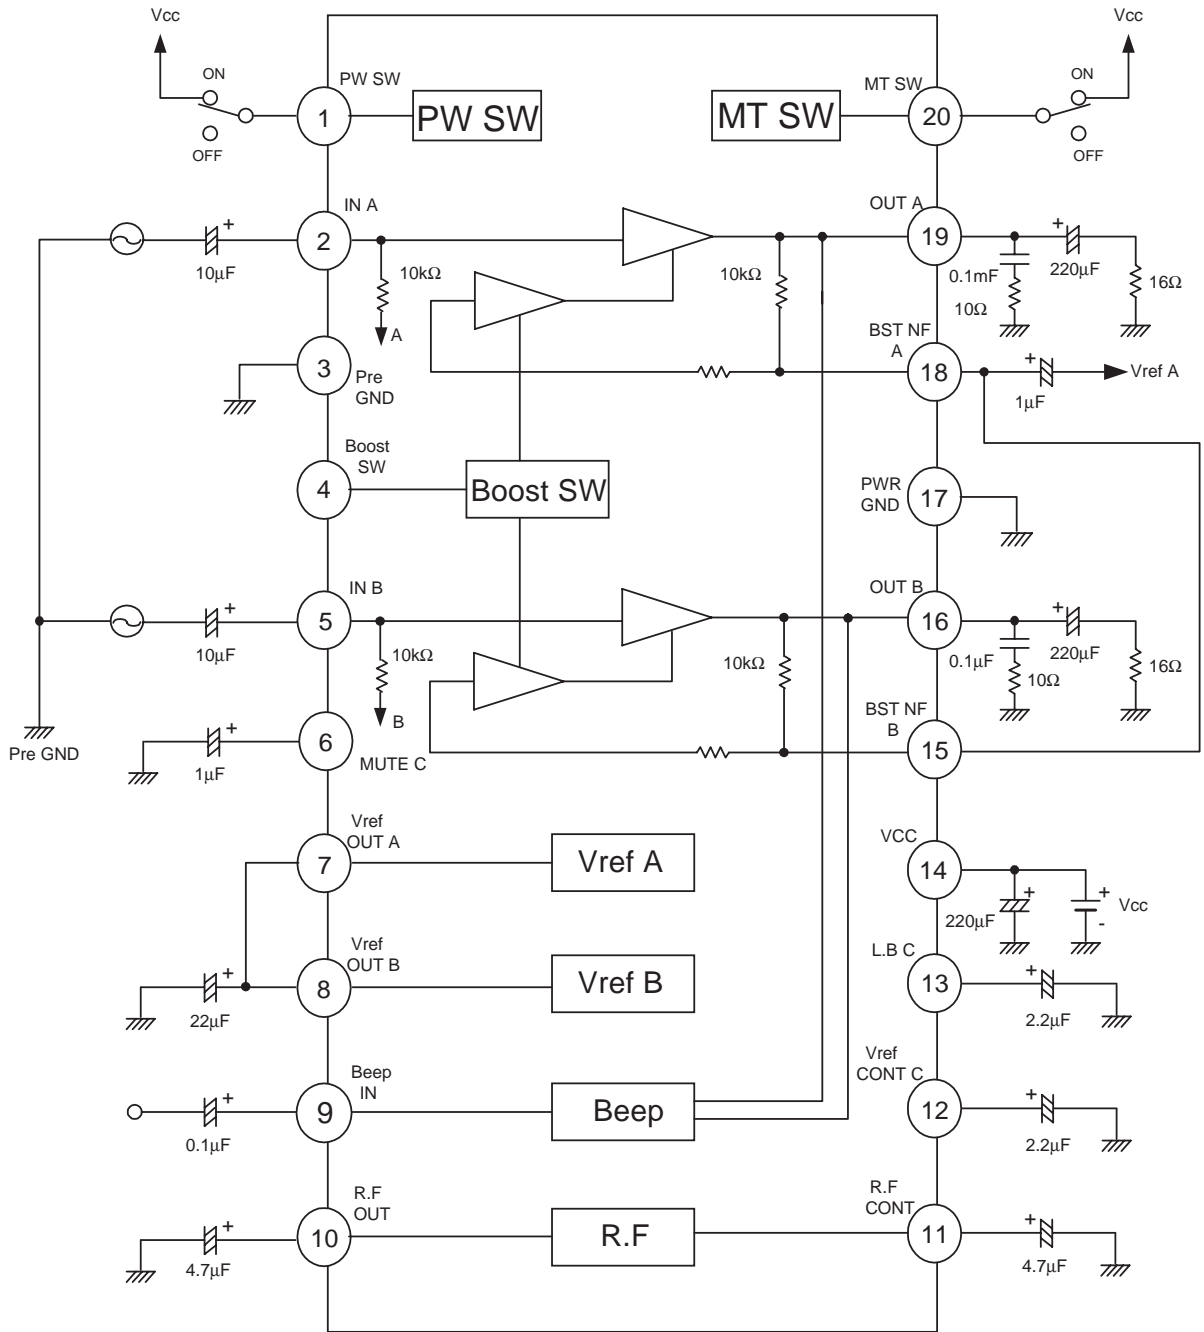 Vcc
Vcc
ON
OFF
PW SW
1
PW SW
MT SW
MT SW
20
ON
OFF
IN A
2
+
10μF
10kΩ
A
10kΩ
OUT A
19
+
0.1mF
220μF
10Ω
16Ω
3
Pre
GND
BST NF
A
18
+
1μF
Vref A
Boost
SW
4
Boost SW
PWR
GND
17
IN B
5
+
10μF
10kΩ
B
10kΩ
OUT B
16
+
0.1μF
220μF
10Ω
16Ω
Pre GND
6
+
1μF
MUTE C
BST NF
B
15
Vref
OUT A
7
Vref A
VCC
14
+
220μF
+
Vcc
-
Vref
OUT B
8
+
22μF
Vref B
L.B C
13
+
2.2μF
Beep
IN
9
+
0.1μF
Beep
Vref
CONT C
12
+
2.2μF
R.F
OUT
10
+
4.7μF
R.F
R.F
CONT
11
+
4.7μF